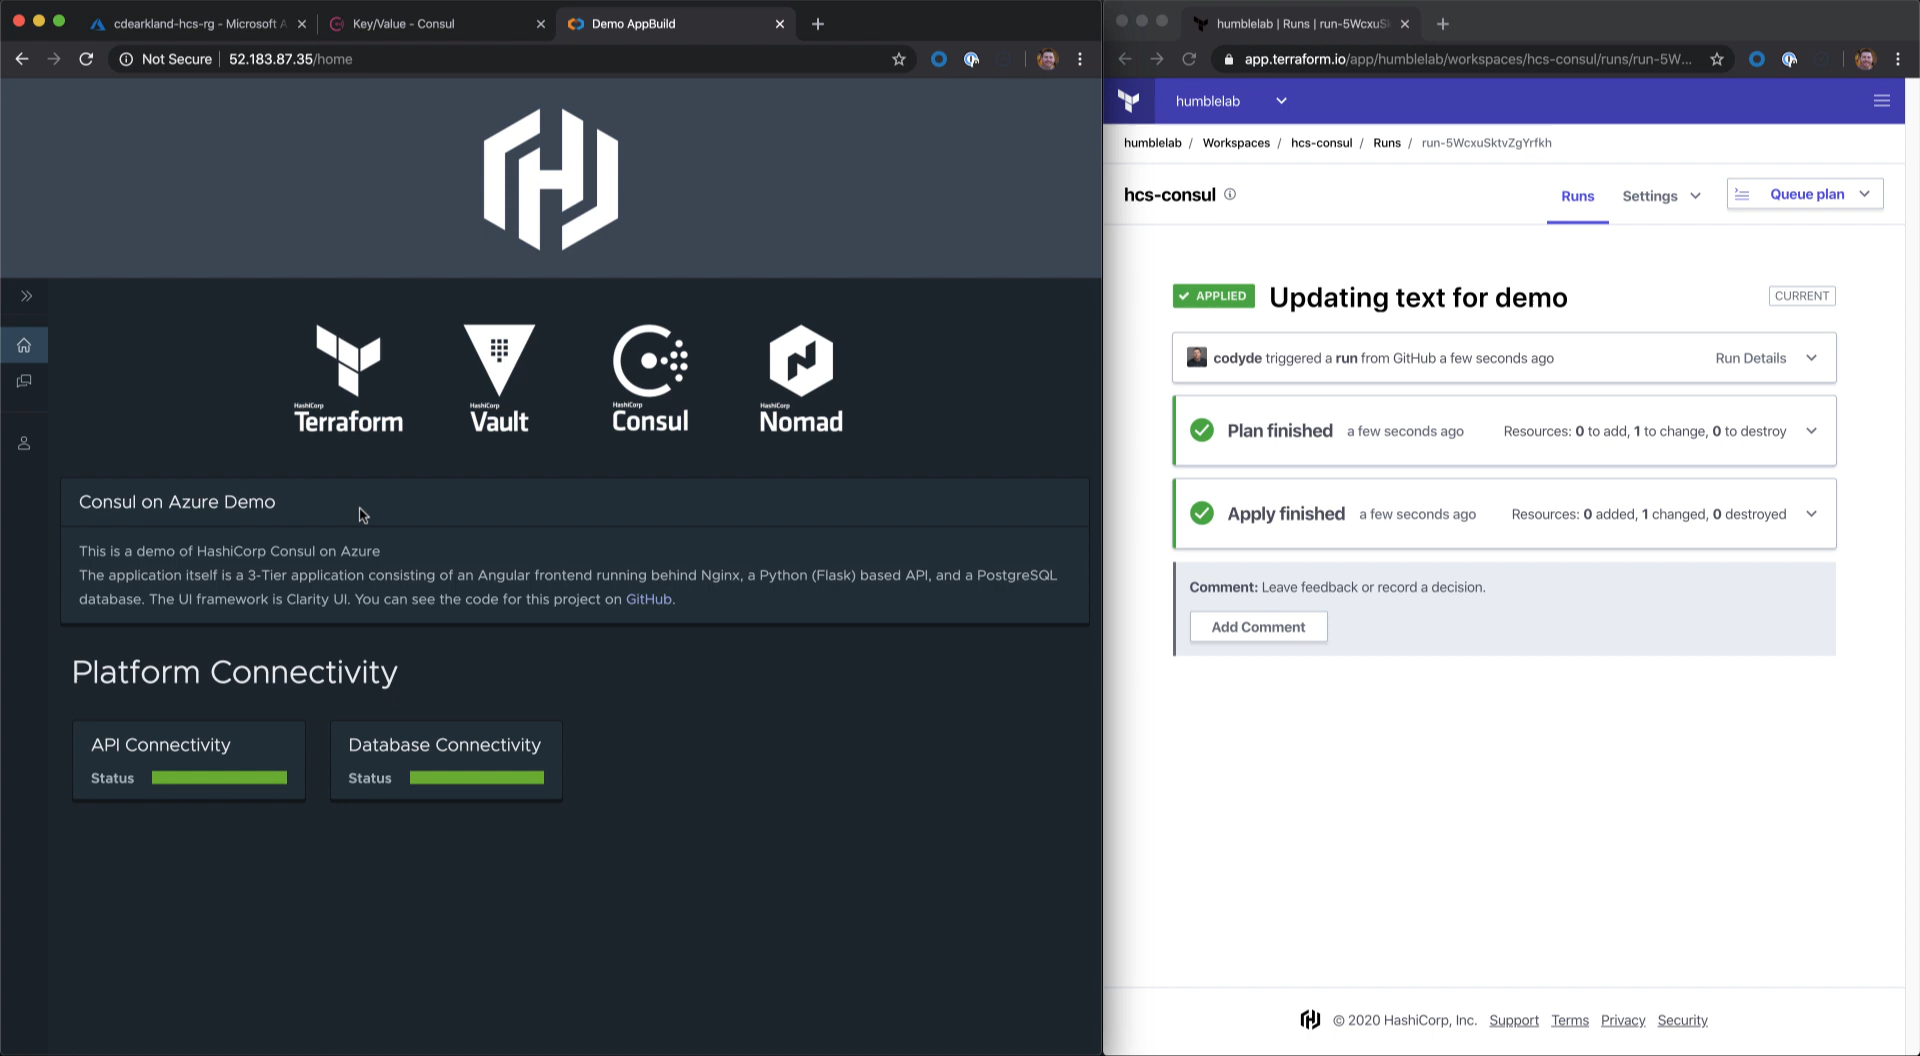 cdearkland-hcs-rg - Microsoft A
Key/Value - Consul
Demo AppBuild
Not Secure
52.183.87.35/home
HashiCorp
Terraform
HashiCorp
Vault
HashiCorp
Consul
HashiCorp
Nomad
Consul on Azure Demo
This is a demo of HashiCorp Consul on Azure
The application itself is a 3-Tier application consisting of an Angular frontend running behind Nginx, a Python (Flask) based API, and a PostgreSQL
database. The UI framework is Clarity UI. You can see the code for this project on GitHub.
Platform Connectivity
API Connectivity
Status
Database Connectivity
Status
humblelab | Runs | run-5WcxuSk
app.terraform.io/app/humblelab/workspaces/hcs-consul/runs/run-5W...
humblelab
humblelab / Workspaces / hcs-consul / Runs / run-5WcxuSktvZgYrfkh
hcs-consul
Runs
Settings
Queue plan
APPLIED
Updating text for demo
CURRENT
codyde triggered a run from GitHub a few seconds ago
Run Details
Plan finished a few seconds ago
Resources: 0 to add, 1 to change, 0 to destroy
Apply finished a few seconds ago
Resources: 0 added, 1 changed, 0 destroyed
Comment: Leave feedback or record a decision.
Add Comment
© 2020 HashiCorp, Inc. Support Terms Privacy Security